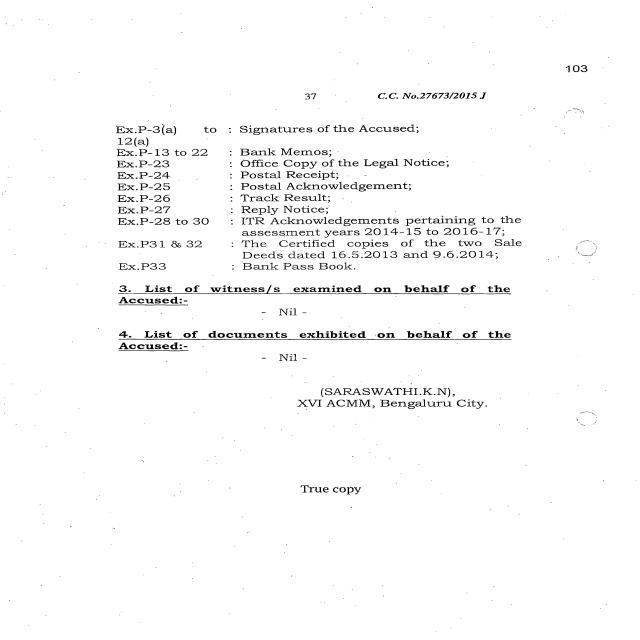 103
37 C.C. No.27673/2015 J
Ex.P-3(a) to : Signatures of the Accused;
12(a)
Ex.P-13 to 22 : Bank Memos;
Ex.P-23 : Office Copy of the Legal Notice;
Ex.P-24 : Postal Receipt;
Ex.P-25 : Postal Acknowledgement;
Ex.P-26 : Track Result;
Ex.P-27 : Reply Notice;
Ex.P-28 to 30 : ITR Acknowledgements pertaining to the
assessment years 2014-15 to 2016-17;
Ex.P31 & 32 : The Certified copies of the two Sale
Deeds dated 16.5.2013 and 9.6.2014;
Ex.P33 : Bank Pass Book.
3. List of witness/s examined on behalf of the
Accused:-
- Nil -
4. List of documents exhibited on behalf of the
Accused:-
- Nil -
(SARASWATHI.K.N),
XVI ACMM, Bengaluru City.
True copy